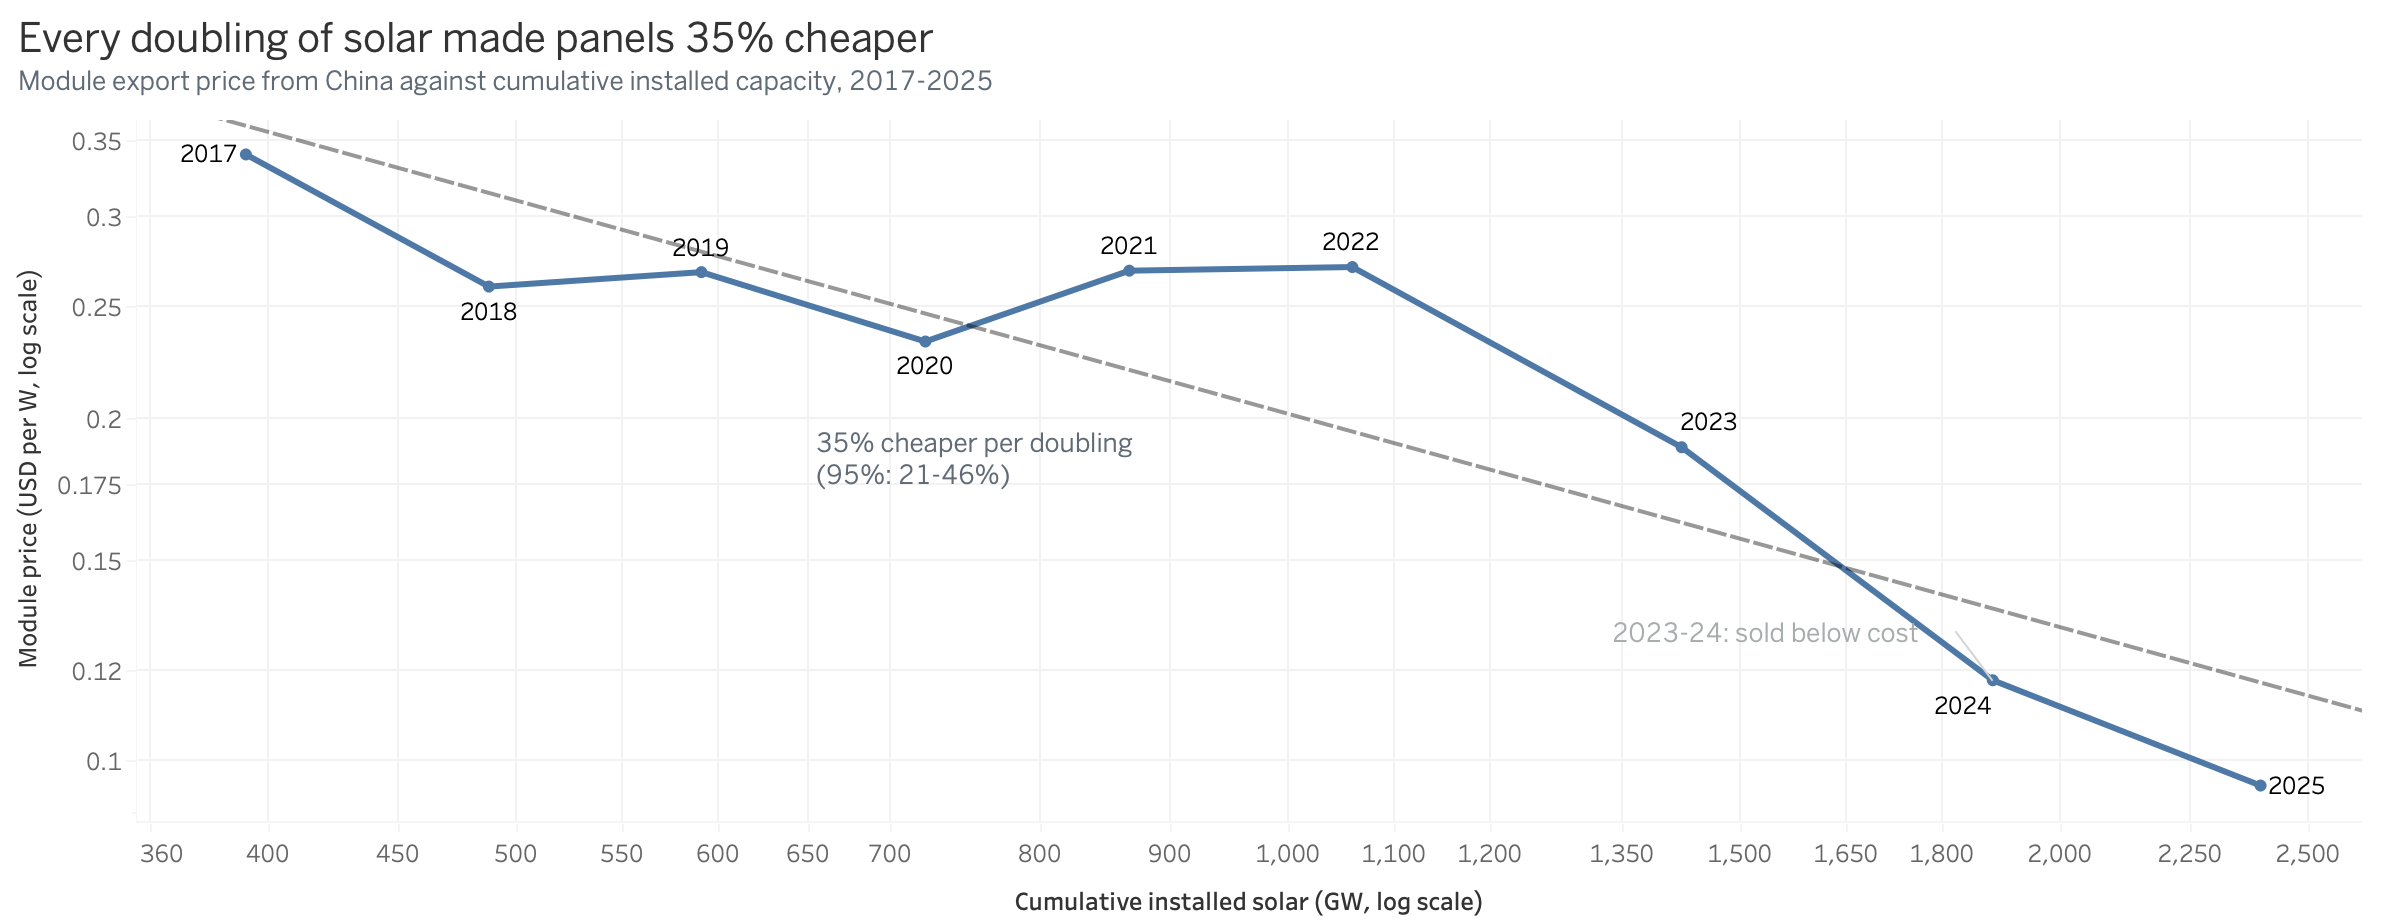 Every doubling of solar made panels 35% cheaper
Module export price from China against cumulative installed capacity, 2017-2025
Module price (USD per W, log scale)
0.35
0.3
0.25
0.2
0.175
0.15
0.12
0.1
2017
2018
2019
2020
2021
2022
2023
2024
2025
35% cheaper per doubling
(95%: 21-46%)
2023-24: sold below cost
360 400 450 500 550 600 650 700 800 900 1,000 1,100 1,200 1,350 1,500 1,650 1,800 2,000 2,250 2,500
Cumulative installed solar (GW, log scale)